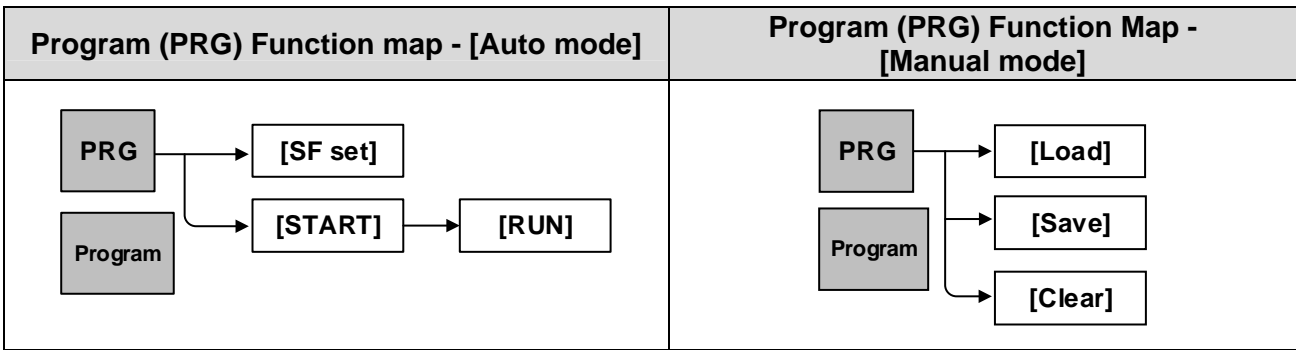 Program (PRG) Function map - [Auto mode]
Program (PRG) Function Map -
[Manual mode]
PRG
[SF set]
[START]
[RUN]
Program
PRG
[Load]
[Save]
Program
[Clear]